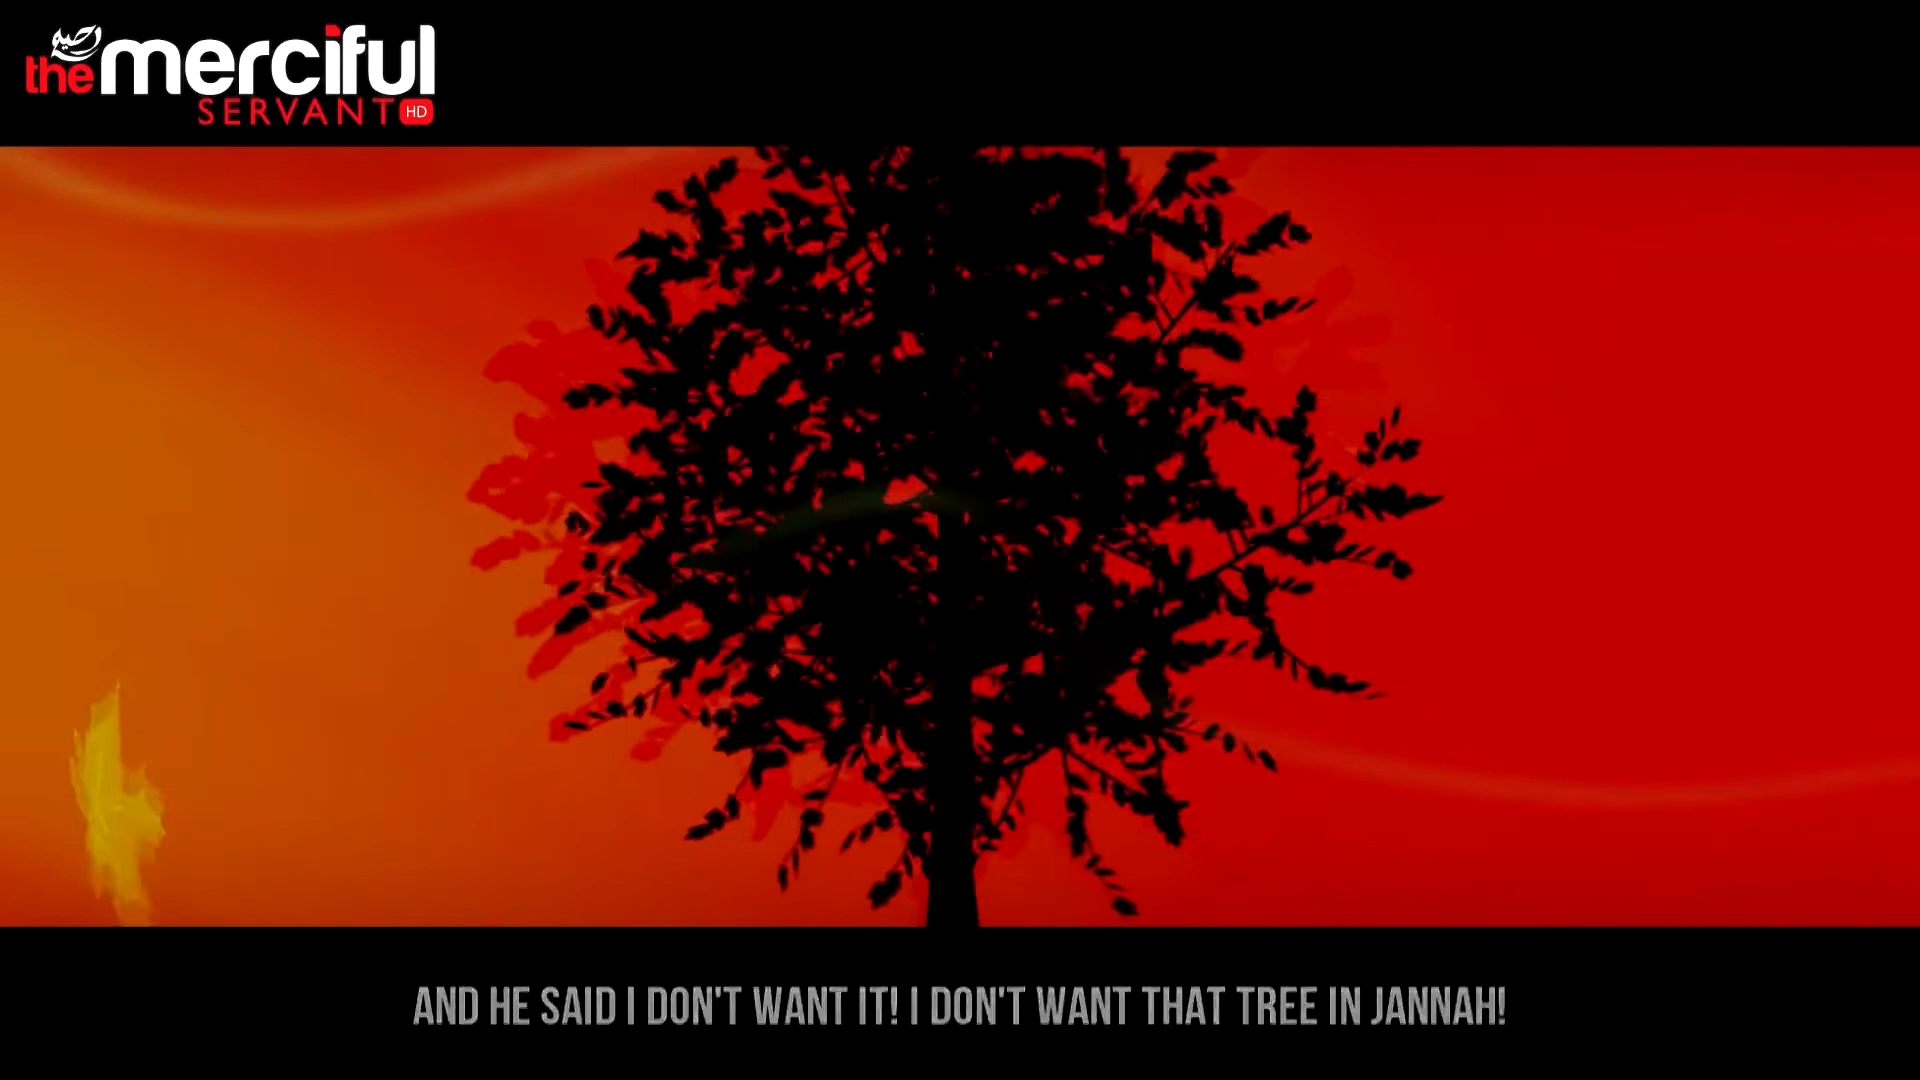 the merciful
SERVANT HD
AND HE SAID I DON'T WANT IT! I DON'T WANT THAT TREE IN JANNAH!